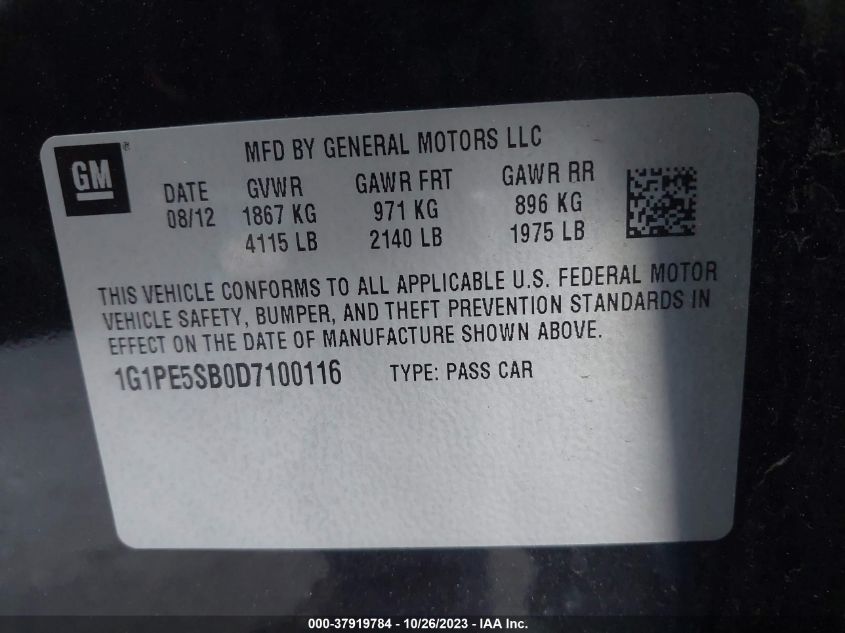 GM®
MFD BY GENERAL MOTORS LLC
DATE GVWR GAWR FRT GAWR RR
08/12 1867 KG 971 KG 896 KG
4115 LB 2140 LB 1975 LB
THIS VEHICLE CONFORMS TO ALL APPLICABLE U.S. FEDERAL MOTOR
VEHICLE SAFETY, BUMPER, AND THEFT PREVENTION STANDARDS IN
EFFECT ON THE DATE OF MANUFACTURE SHOWN ABOVE.
1G1PE5SB0D7100116 TYPE: PASS CAR
000-37919784 - 10/26/2023 - IAA Inc.